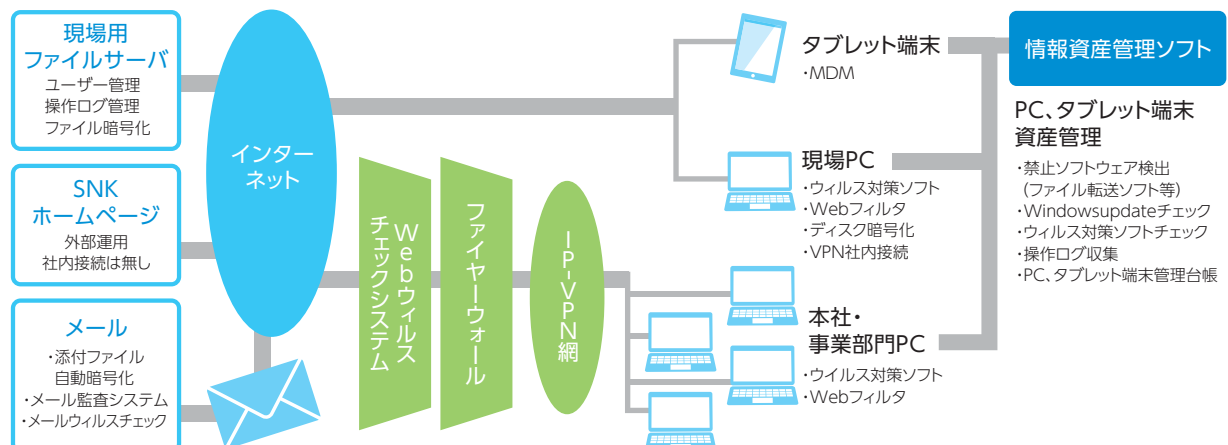 現場用
ファイルサーバ
ユーザー管理
操作ログ管理
ファイル暗号化
SNK
ホームページ
外部運用
社内接続は無し
メール
・添付ファイル
自動暗号化
・メール監査システム
・メールウィルスチェック
インター
ネット
Webウィルス
チェックシステム
ファイヤーウォール
IP-VPN網
タブレット端末
・MDM
現場PC
・ウィルス対策ソフト
・Webフィルタ
・ディスク暗号化
・VPN社内接続
本社・
事業部門PC
・ウイルス対策ソフト
・Webフィルタ
情報資産管理ソフト
PC、タブレット端末
資産管理
・禁止ソフトウェア検出
(ファイル転送ソフト等)
・Windowsupdateチェック
・ウィルス対策ソフトチェック
・操作ログ収集
・PC、タブレット端末管理台帳